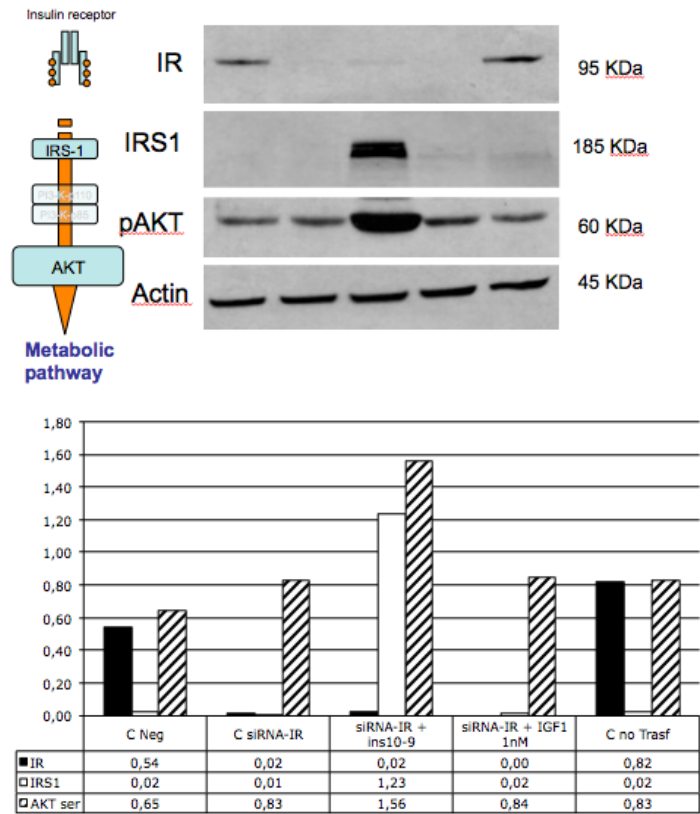 Insulin receptor
IR
95 KDa
IRS-1
IRS1
185 KDa
PI3-K-p110
PI3-K-p85
pAKT
60 KDa
AKT
Actin
45 KDa
Metabolic
pathway
1,80
1,60
1,40
1,20
1,00
0,80
0,60
0,40
0,20
0,00
C Neg C siRNA-IR siRNA-IR + ins10-9 siRNA-IR + IGF1 1nM C no Trasf
IR 0,54 0,02 0,02 0,00 0,82
IRS1 0,02 0,01 1,23 0,02 0,02
AKT ser 0,65 0,83 1,56 0,84 0,83